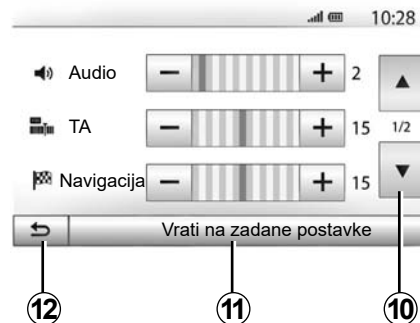 10:28
Audio − + 2 ▲
TA − + 15 1/2
Navigacija − + 15 ▼
Vrati na zadane postavke
12 11 10